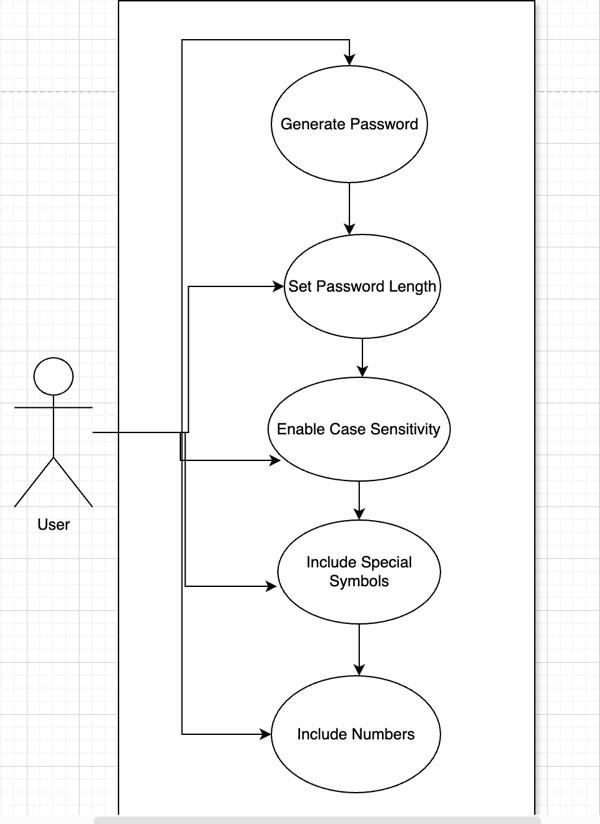 Generate Password
Set Password Length
Enable Case Sensitivity
User
Include Special
Symbols
Include Numbers